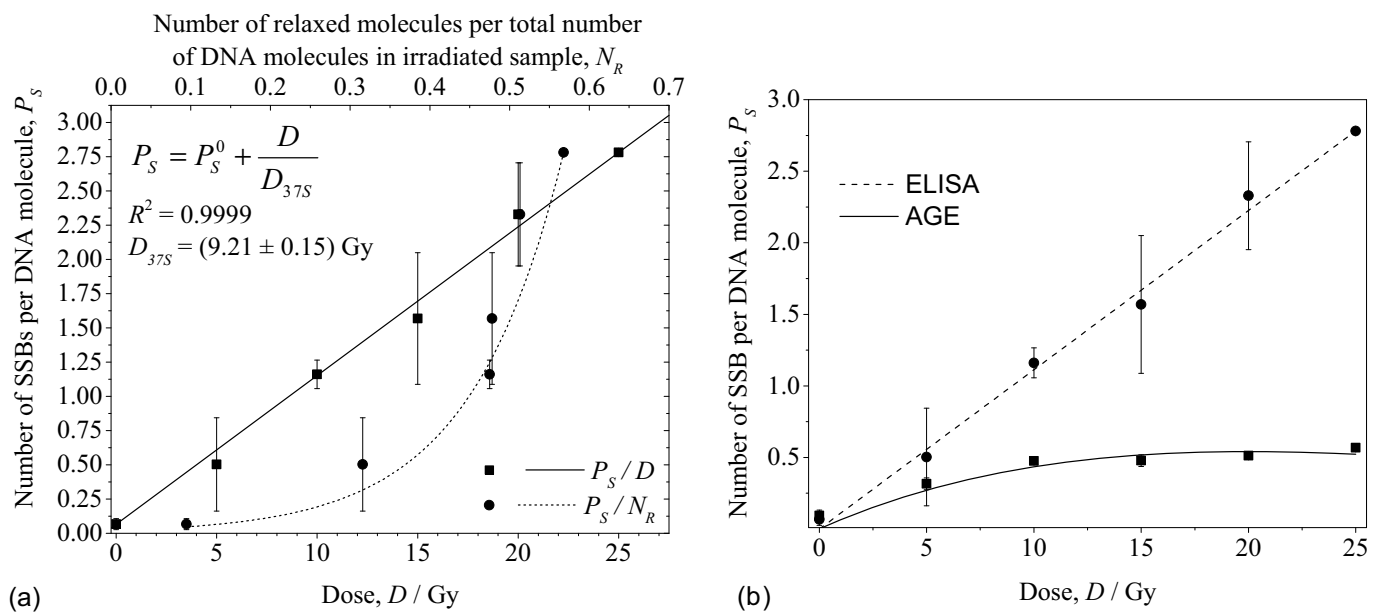 Number of relaxed molecules per total number
of DNA molecules in irradiated sample, N_R
0.0 0.1 0.2 0.3 0.4 0.5 0.6 0.7
Number of SSBs per DNA molecule, P_S
3.00
2.75
2.50
2.25
2.00
1.75
1.50
1.25
1.00
0.75
0.50
0.25
0.00
P_S = P_S^0 + D / D_37S
R^2 = 0.9999
D_37S = (9.21 ± 0.15) Gy
P_S / D
P_S / N_R
0 5 10 15 20 25
Dose, D / Gy
(a)
Number of SSB per DNA molecule, P_S
3.0
2.5
2.0
1.5
1.0
0.5
ELISA
AGE
0 5 10 15 20 25
Dose, D / Gy
(b)